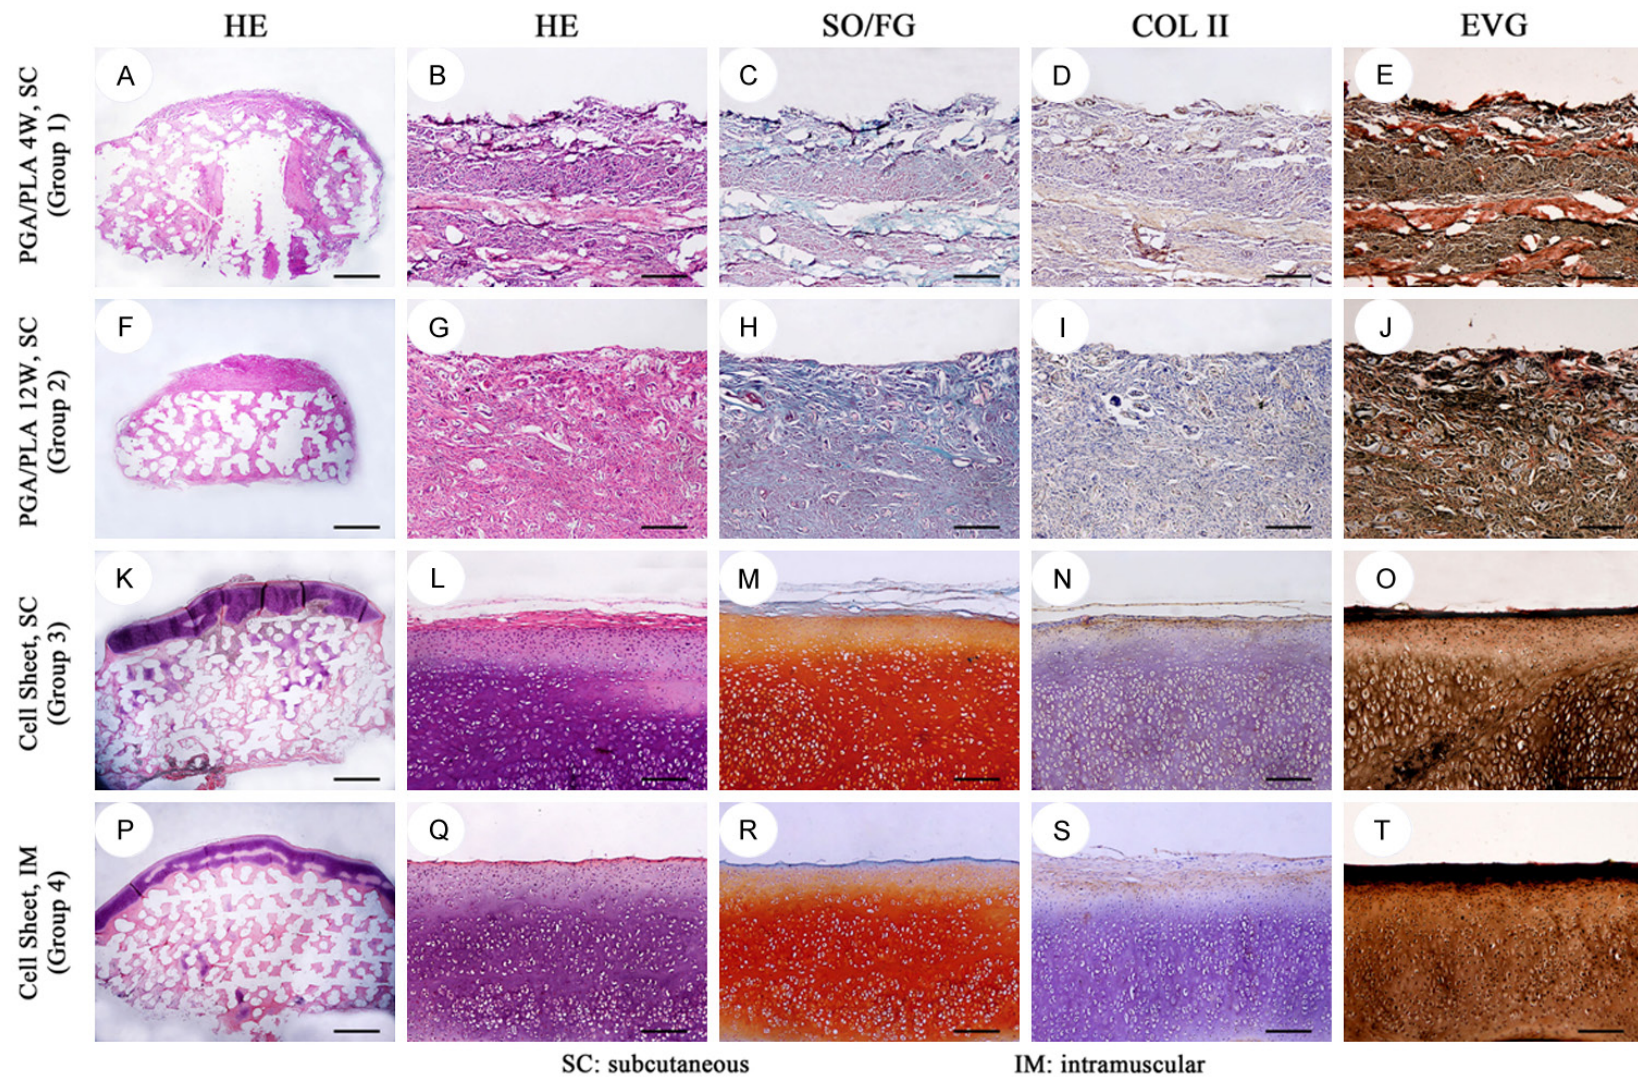 HE HE SO/FG COL II EVG
PGA/PLA 4W, SC
(Group 1)
A B C D E
PGA/PLA 12W, SC
(Group 2)
F G H I J
Cell Sheet, SC
(Group 3)
K L M N O
Cell Sheet, IM
(Group 4)
P Q R S T
SC: subcutaneous IM: intramuscular